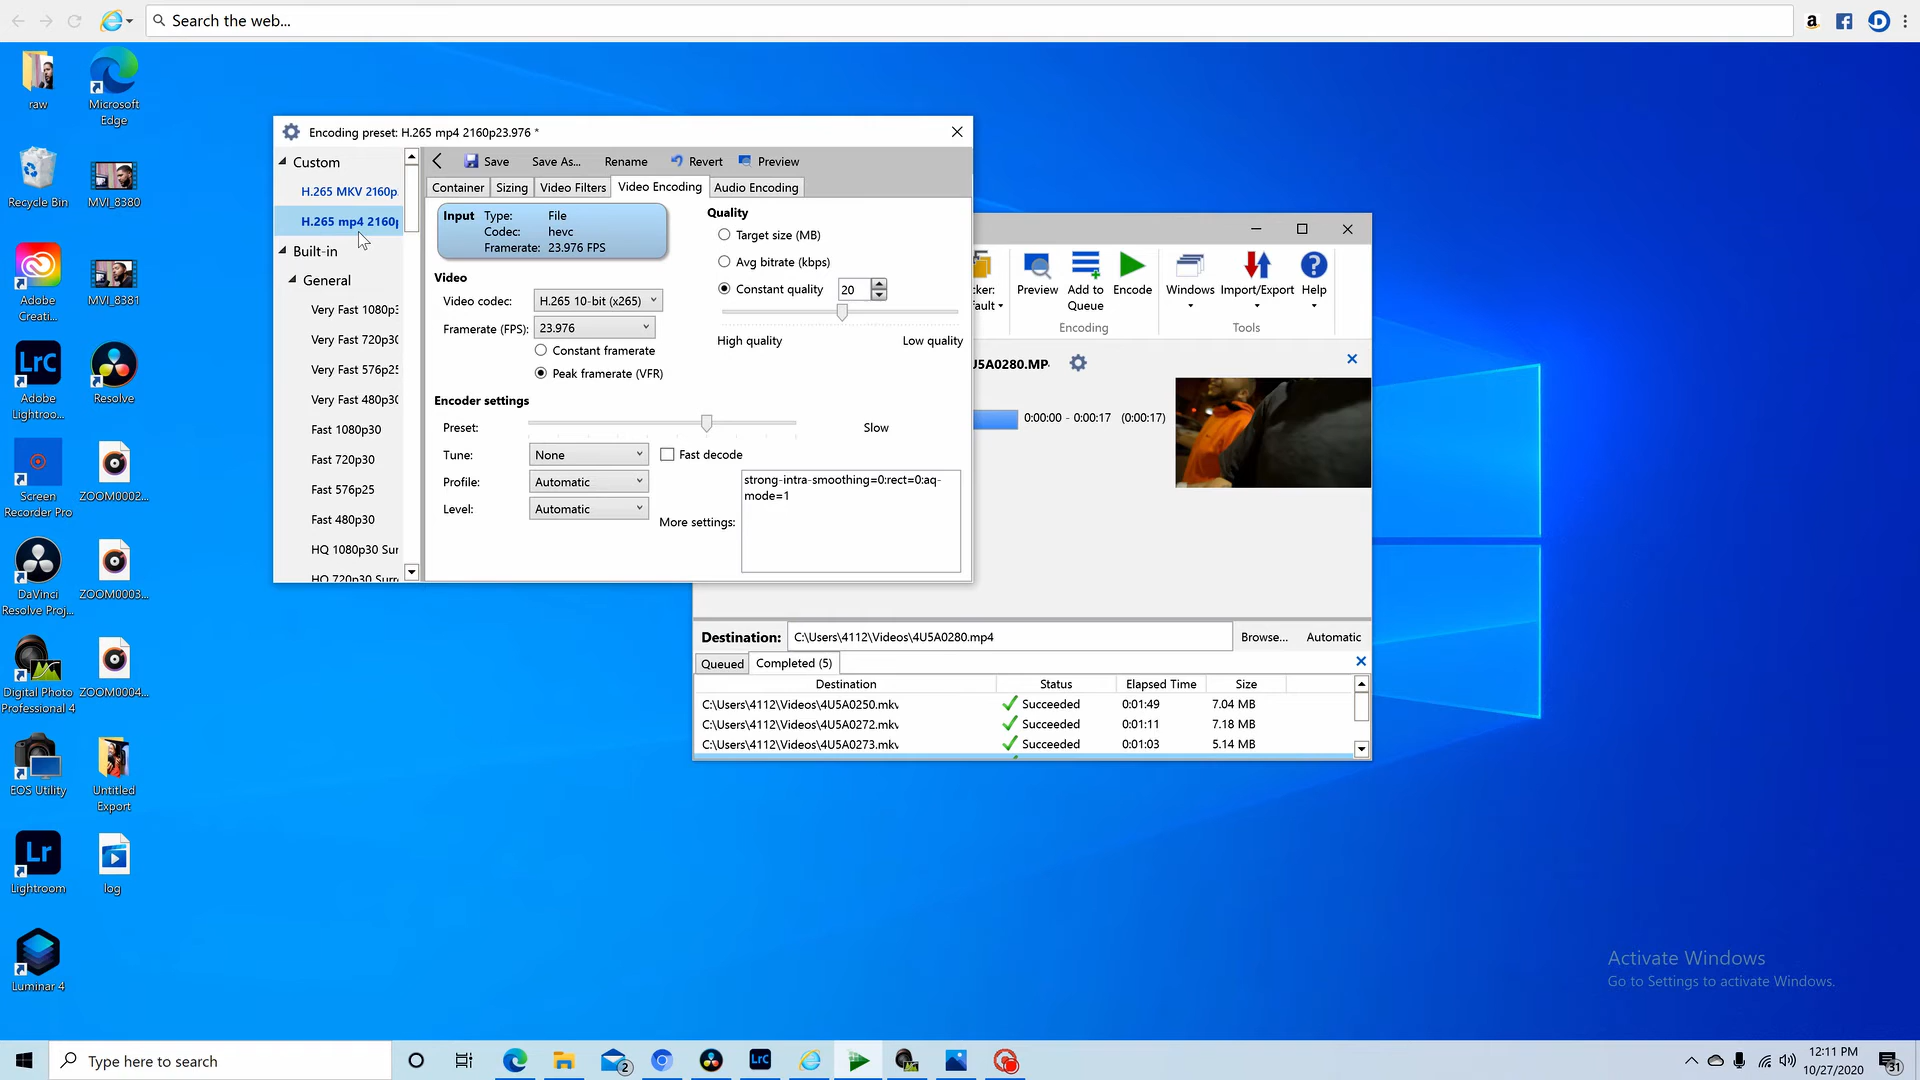 Search the web...
raw
Microsoft
Edge
Recycle Bin
MVI_8380
Adobe
Creati...
MVI_8381
Adobe
Lightroo...
Resolve
Screen
Recorder Pro
ZOOM0002...
DaVinci
Resolve Proj...
ZOOM0003...
Digital Photo
Professional 4
ZOOM0004...
EOS Utility
Untitled
Export
Lightroom
log
Luminar 4
Encoding preset: H.265 mp4 2160p23.976 *
Custom
H.265 MKV 2160p
H.265 mp4 2160p
Built-in
General
Very Fast 1080p3
Very Fast 720p30
Very Fast 576p25
Very Fast 480p30
Fast 1080p30
Fast 720p30
Fast 576p25
Fast 480p30
HQ 1080p30 Sur
HQ 720p30 Surr
Save
Save As...
Rename
Revert
Preview
Container
Sizing
Video Filters
Video Encoding
Audio Encoding
Input Type: File
Codec: hevc
Framerate: 23.976 FPS
Video
Video codec: H.265 10-bit (x265)
Framerate (FPS): 23.976
Constant framerate
Peak framerate (VFR)
Quality
Target size (MB)
Avg bitrate (kbps)
Constant quality 20
High quality
Low quality
Encoder settings
Preset:
Slow
Tune: None
Fast decode
Profile: Automatic
Level: Automatic
More settings:
strong-intra-smoothing=0:rect=0:aq-
mode=1
cker:
fault
Preview
Add to
Queue
Encode
Encoding
Windows
Import/Export
Help
Tools
U5A0280.MP
0:00:00 - 0:00:17 (0:00:17)
Destination: C:\Users\4112\Videos\4U5A0280.mp4
Browse...
Automatic
Queued
Completed (5)
Destination Status Elapsed Time Size
C:\Users\4112\Videos\4U5A0250.mkv Succeeded 0:01:49 7.04 MB
C:\Users\4112\Videos\4U5A0272.mkv Succeeded 0:01:11 7.18 MB
C:\Users\4112\Videos\4U5A0273.mkv Succeeded 0:01:03 5.14 MB
Activate Windows
Go to Settings to activate Windows.
Type here to search
2
LrC
12:11 PM
10/27/2020
31